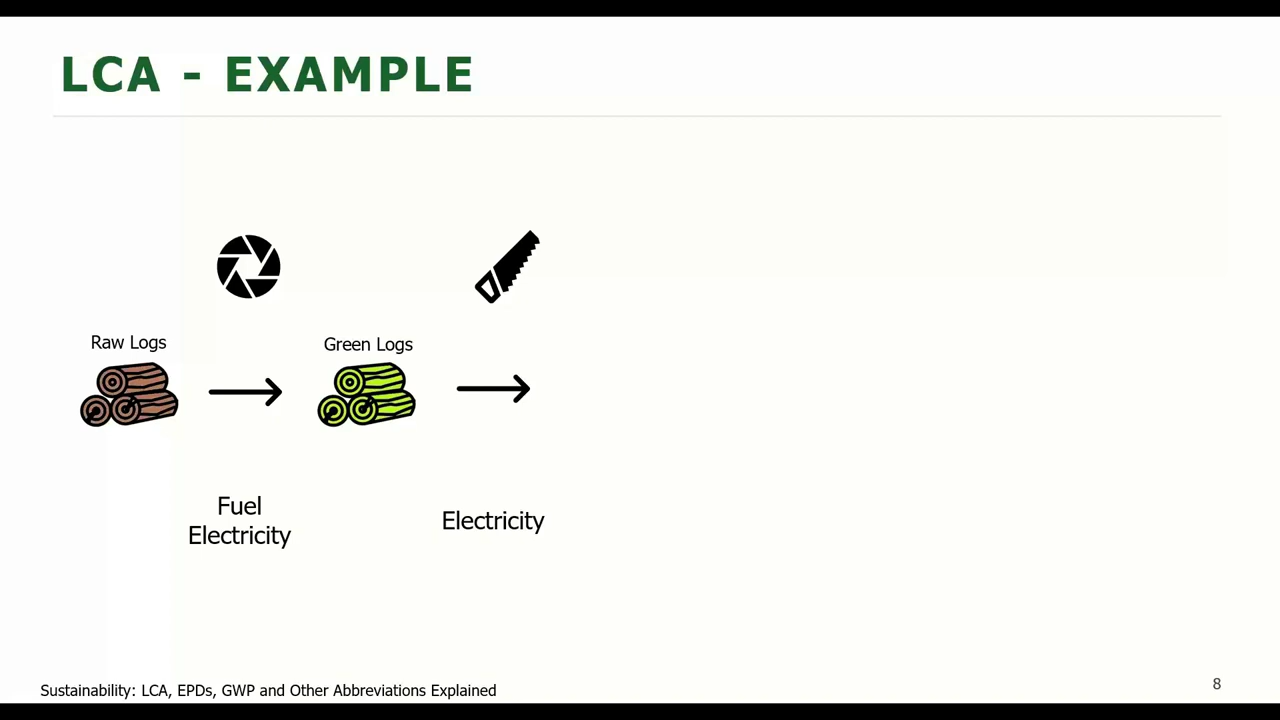 LCA - EXAMPLE
Raw Logs
Green Logs
Fuel
Electricity
Electricity
Sustainability: LCA, EPDs, GWP and Other Abbreviations Explained
8